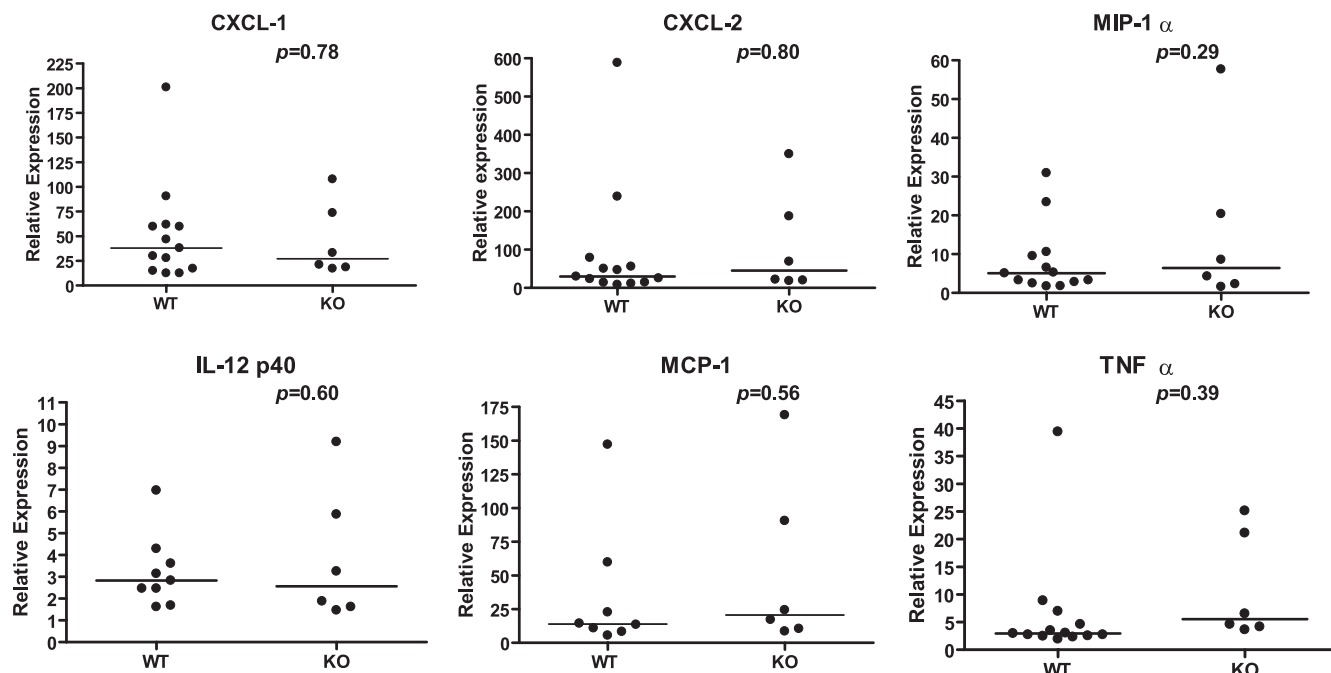 CXCL-1
p=0.78
Relative Expression
225
200
175
150
125
100
75
50
25
0
WT
KO
CXCL-2
p=0.80
Relative expression
600
500
400
300
200
100
0
WT
KO
MIP-1 α
p=0.29
Relative Expression
60
50
40
30
20
10
0
WT
KO
IL-12 p40
p=0.60
Relative Expression
11
10
9
8
7
6
5
4
3
2
1
0
WT
KO
MCP-1
p=0.56
Relative Expression
175
150
125
100
75
50
25
0
WT
KO
TNF α
p=0.39
Relative Expression
45
40
35
30
25
20
15
10
5
0
WT
KO